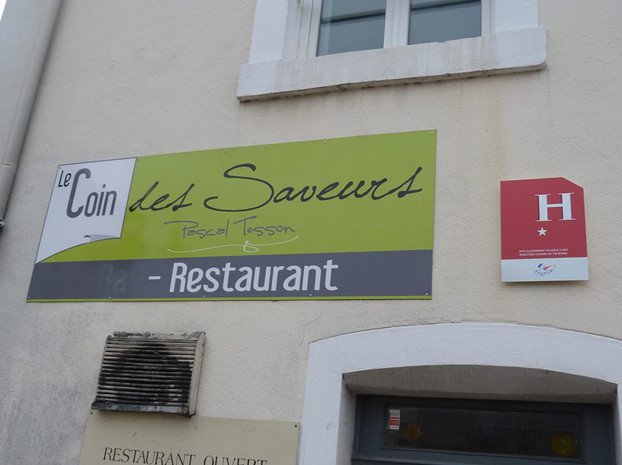 Le Coin des Saveurs
Pascal Tesson
- Restaurant
H
RESTAURANT OUVERT